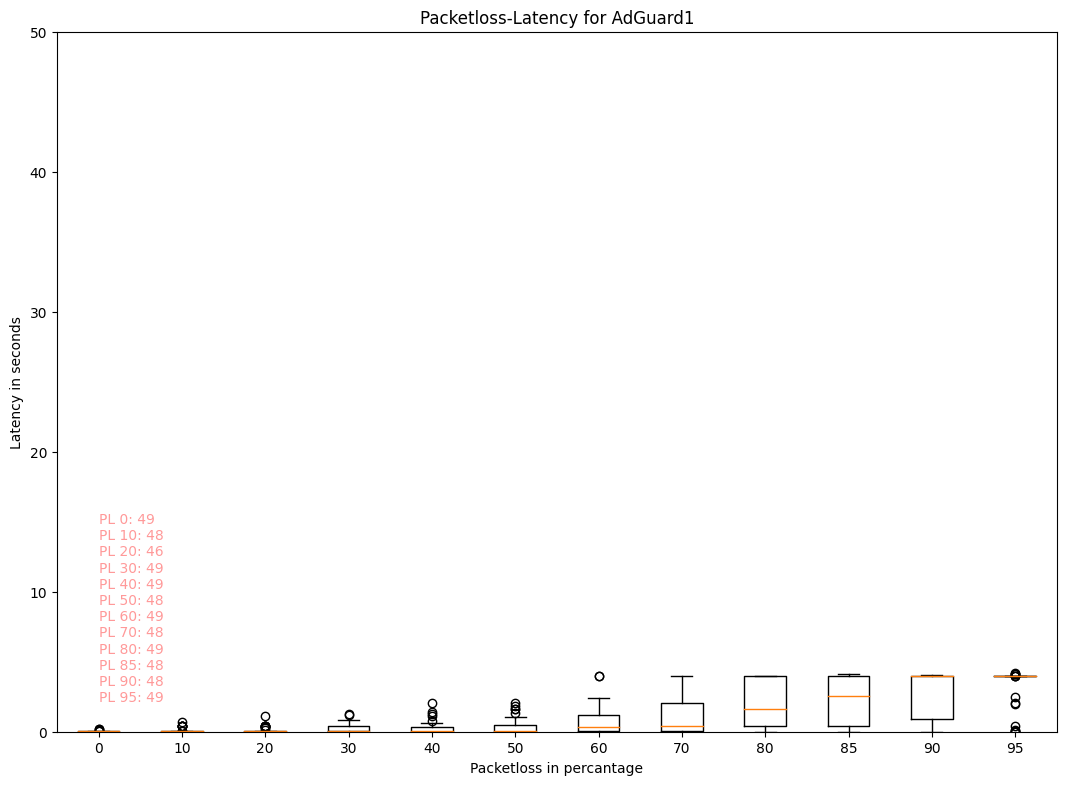 Packetloss-Latency for AdGuard1
50
40
30
20
10
0
Latency in seconds
PL 0: 49
PL 10: 48
PL 20: 46
PL 30: 49
PL 40: 49
PL 50: 48
PL 60: 49
PL 70: 48
PL 80: 49
PL 85: 48
PL 90: 48
PL 95: 49
0 10 20 30 40 50 60 70 80 85 90 95
Packetloss in percantage